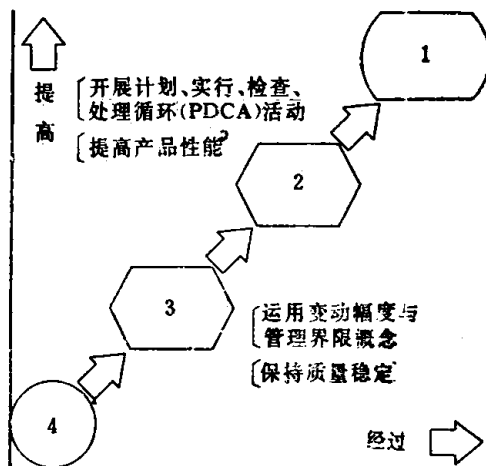 1
提高
开展计划、实行、检查、
处理循环(PDCA)活动
提高产品性能
2
3
运用变动幅度与
管理界限概念
保持质量稳定
4
经过